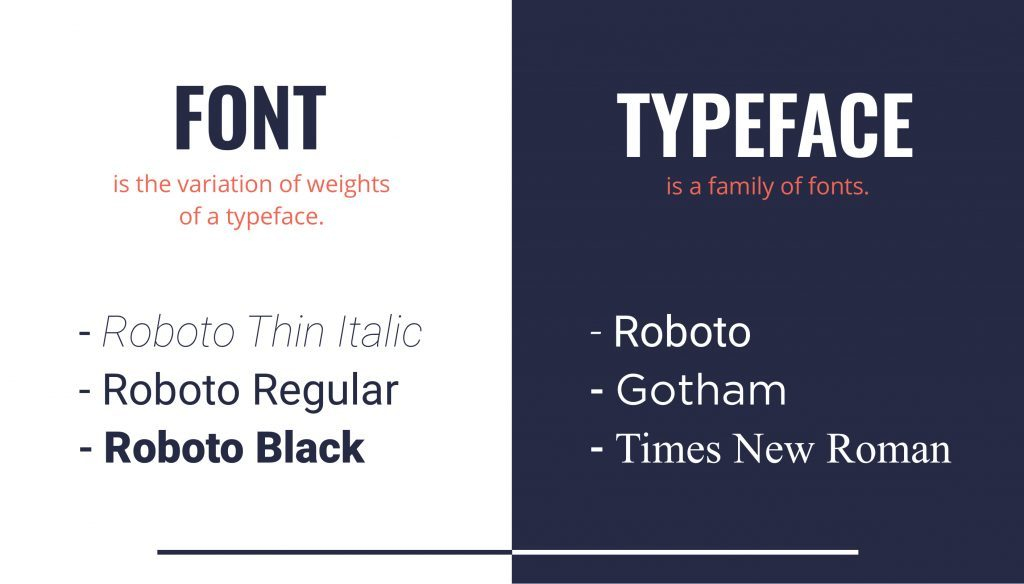 FONT
is the variation of weights
of a typeface.
- Roboto Thin Italic
- Roboto Regular
- Roboto Black
TYPEFACE
is a family of fonts.
- Roboto
- Gotham
- Times New Roman